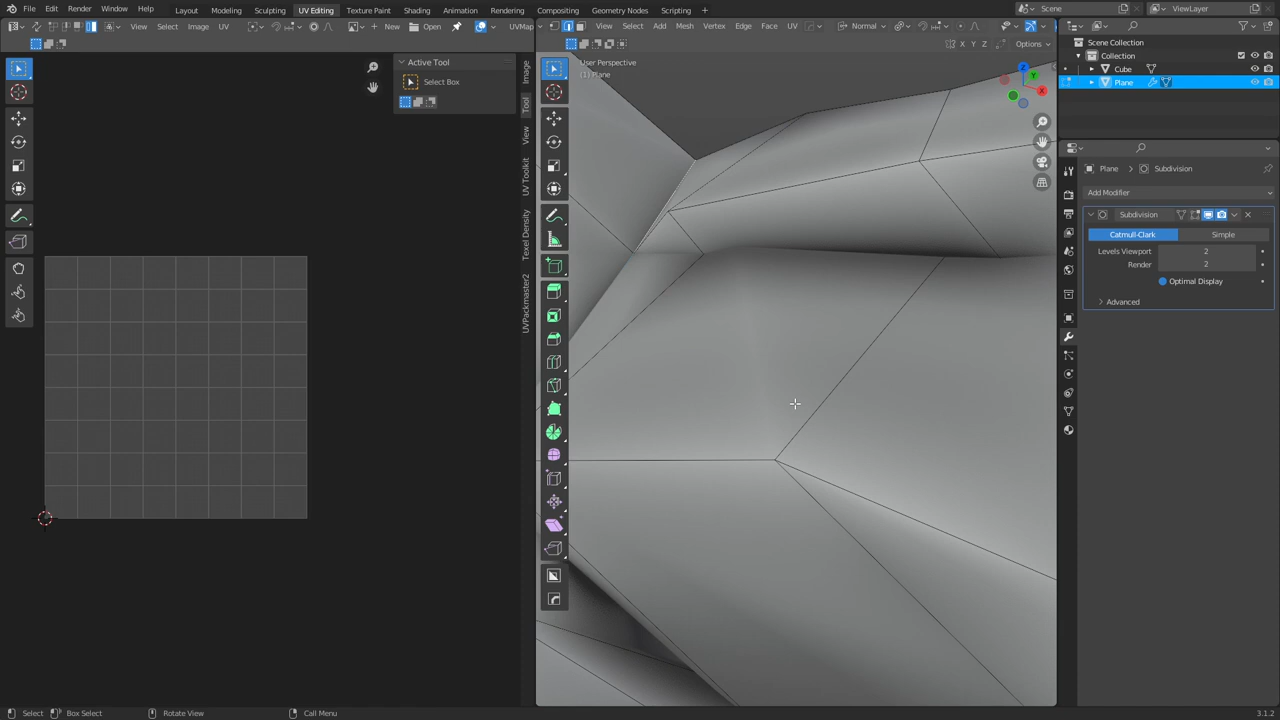 File Edit Render Window Help Layout Modeling Sculpting UV Editing Texture Paint Shading Animation Rendering Compositing Geometry Nodes Scripting Scene ViewLayer
View Select Image UV New Open UVMap View Select Add Mesh Vertex Edge Face UV Normal
X Y Z Options
Scene Collection
Collection
Cube
Plane
Active Tool
Select Box
Image
Tool
View
UV Toolkit
Texel Density
UVPackmaster2
User Perspective
(1) Plane
Z
Y
X
Plane Subdivision
Add Modifier
Subdivision
Catmull-Clark Simple
Levels Viewport 2
Render 2
Optimal Display
Advanced
Select Box Select Rotate View Call Menu 3.1.2